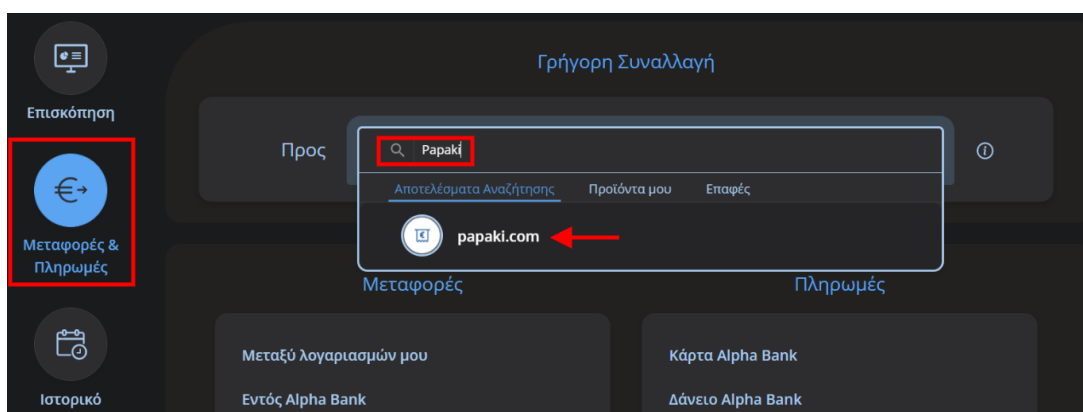 Επισκόπηση
Μεταφορές &
Πληρωμές
Ιστορικό
Γρήγορη Συναλλαγή
Προς
Papaki
Αποτελέσματα Αναζήτησης Προϊόντα μου Επαφές
papaki.com
Μεταφορές Πληρωμές
Μεταξύ λογαριασμών μου Κάρτα Alpha Bank
Εντός Alpha Bank Δάνειο Alpha Bank